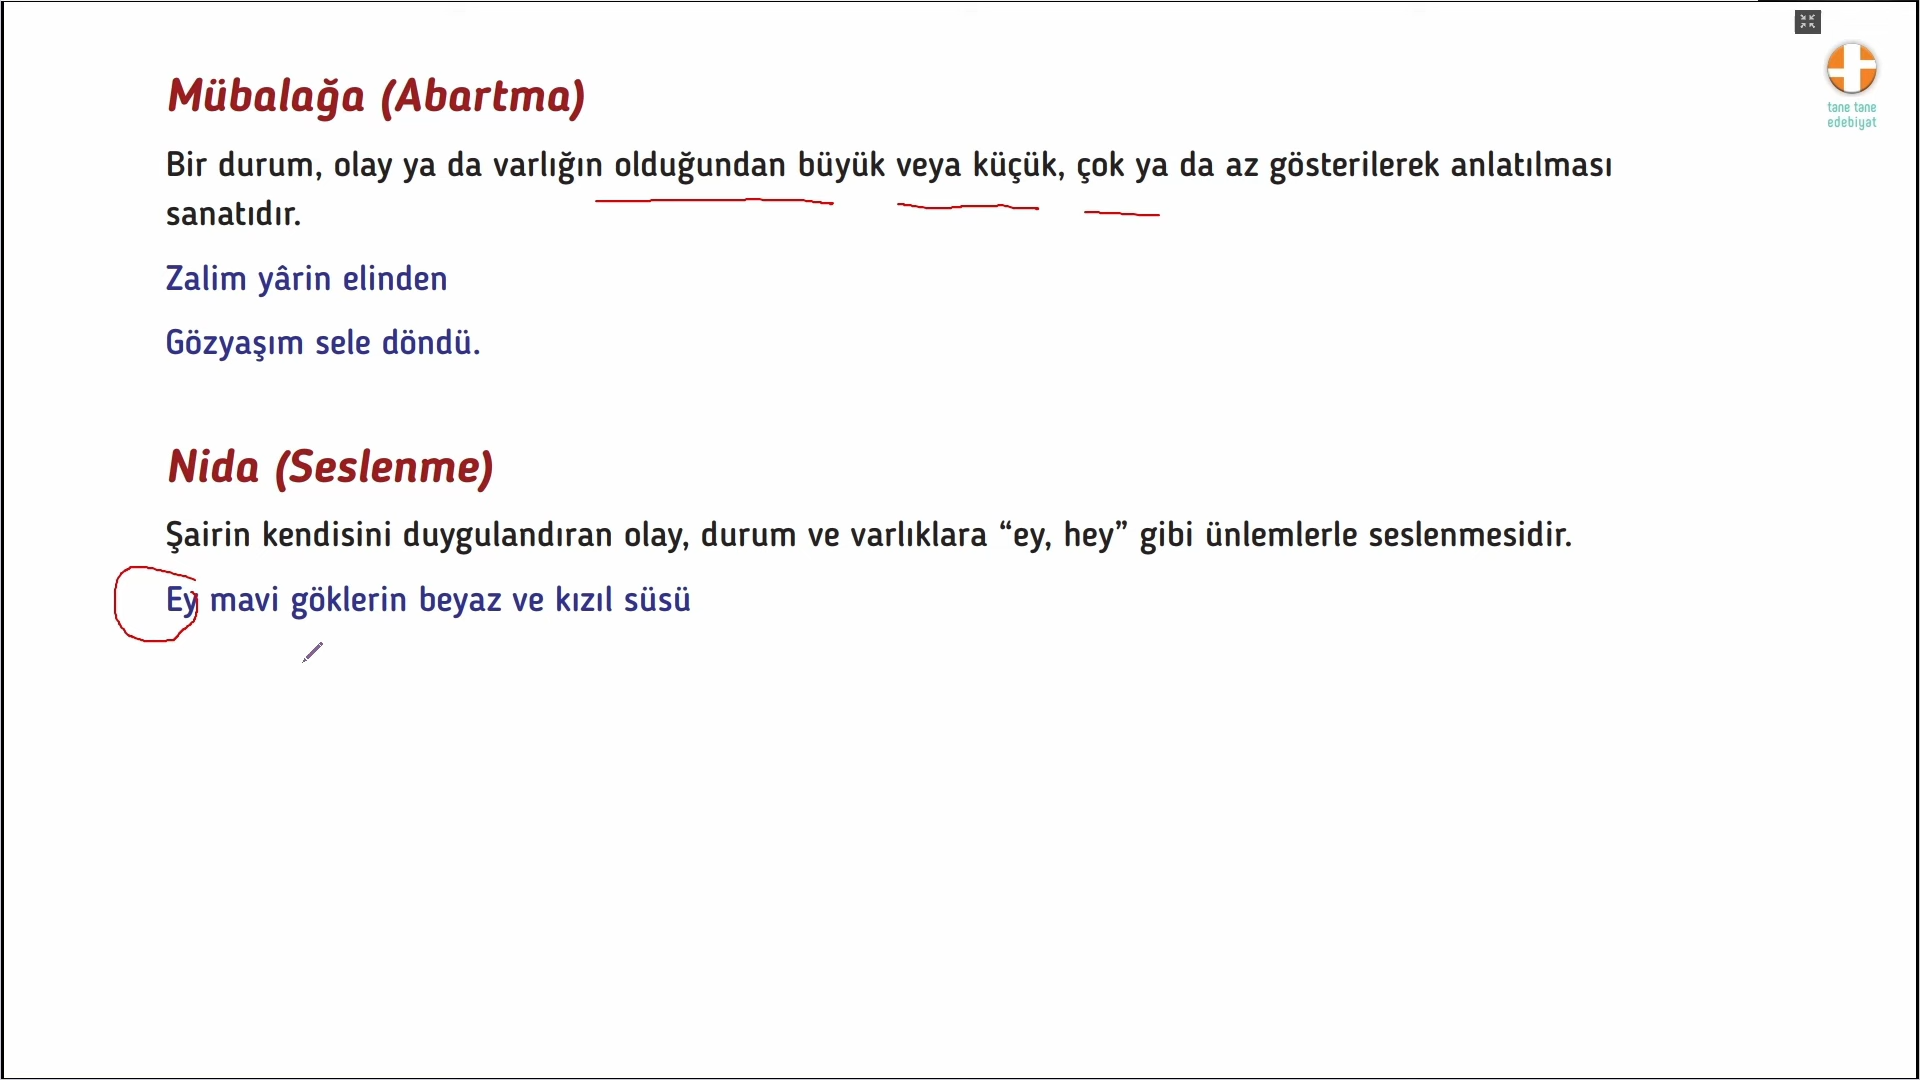 Mübalağa (Abartma)
Bir durum, olay ya da varlığın olduğundan büyük veya küçük, çok ya da az gösterilerek anlatılması
sanatıdır.
Zalim yârin elinden
Gözyaşım sele döndü.
Nida (Seslenme)
Şairin kendisini duygulandıran olay, durum ve varlıklara “ey, hey” gibi ünlemlerle seslenmesidir.
Ey mavi göklerin beyaz ve kızıl süsü
tane tane
edebiyat